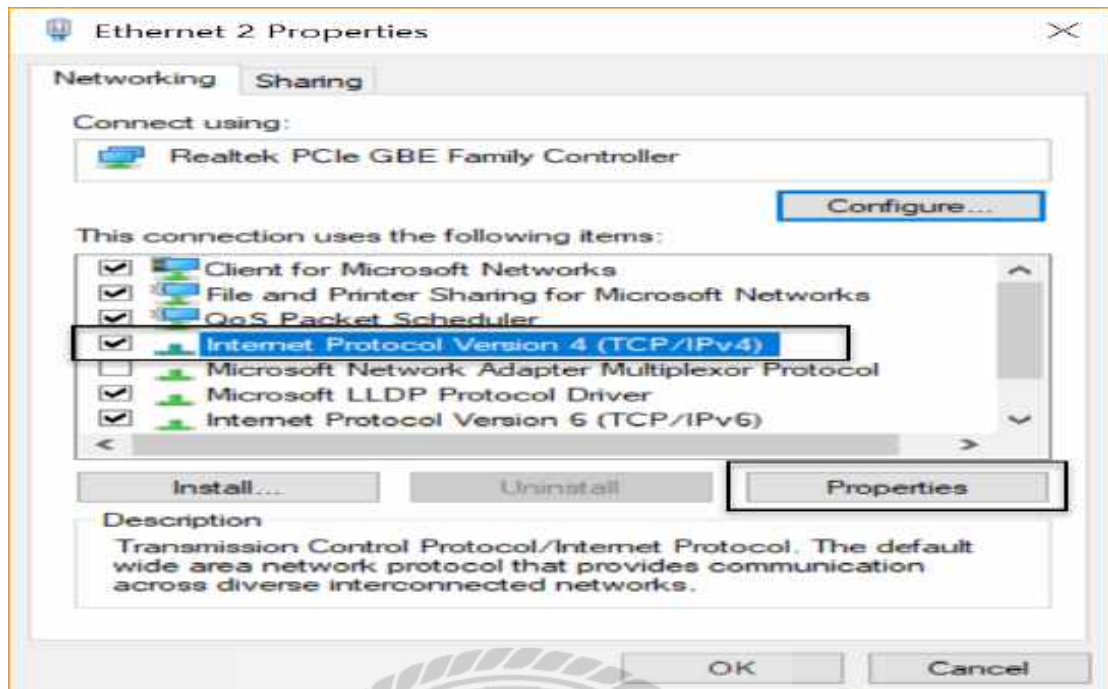 Ethernet 2 Properties
Networking
Sharing
Connect using:
Realtek PCIe GBE Family Controller
Configure...
This connection uses the following items:
Client for Microsoft Networks
File and Printer Sharing for Microsoft Networks
QoS Packet Scheduler
Internet Protocol Version 4 (TCP/IPv4)
Microsoft Network Adapter Multiplexor Protocol
Microsoft LLDP Protocol Driver
Internet Protocol Version 6 (TCP/IPv6)
Install...
Uninstall
Properties
Description
Transmission Control Protocol/Internet Protocol. The default
wide area network protocol that provides communication
across diverse interconnected networks.
OK
Cancel